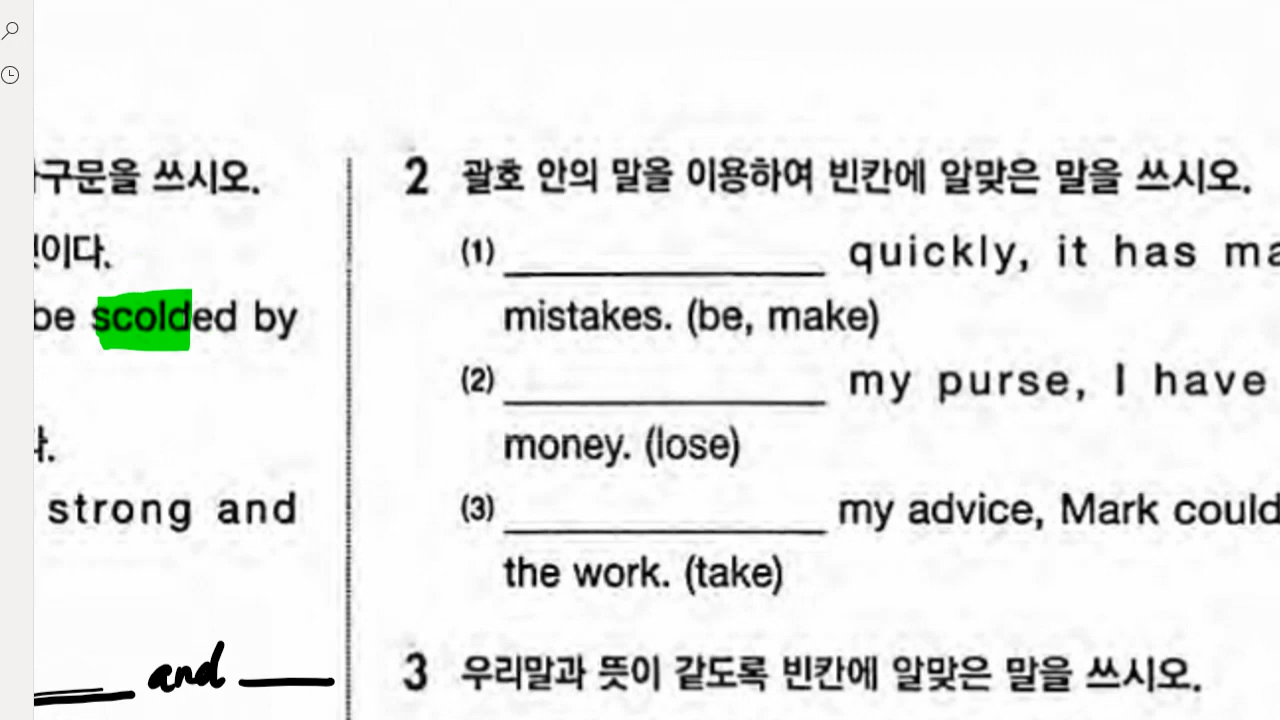 구문을 쓰시오.
이다.
be scolded by
strong and
and
2 괄호 안의 말을 이용하여 빈칸에 알맞은 말을 쓰시오.
(1) quickly, it has ma
mistakes. (be, make)
(2) my purse, I have
money. (lose)
(3) my advice, Mark could
the work. (take)
3 우리말과 뜻이 같도록 빈칸에 알맞은 말을 쓰시오.